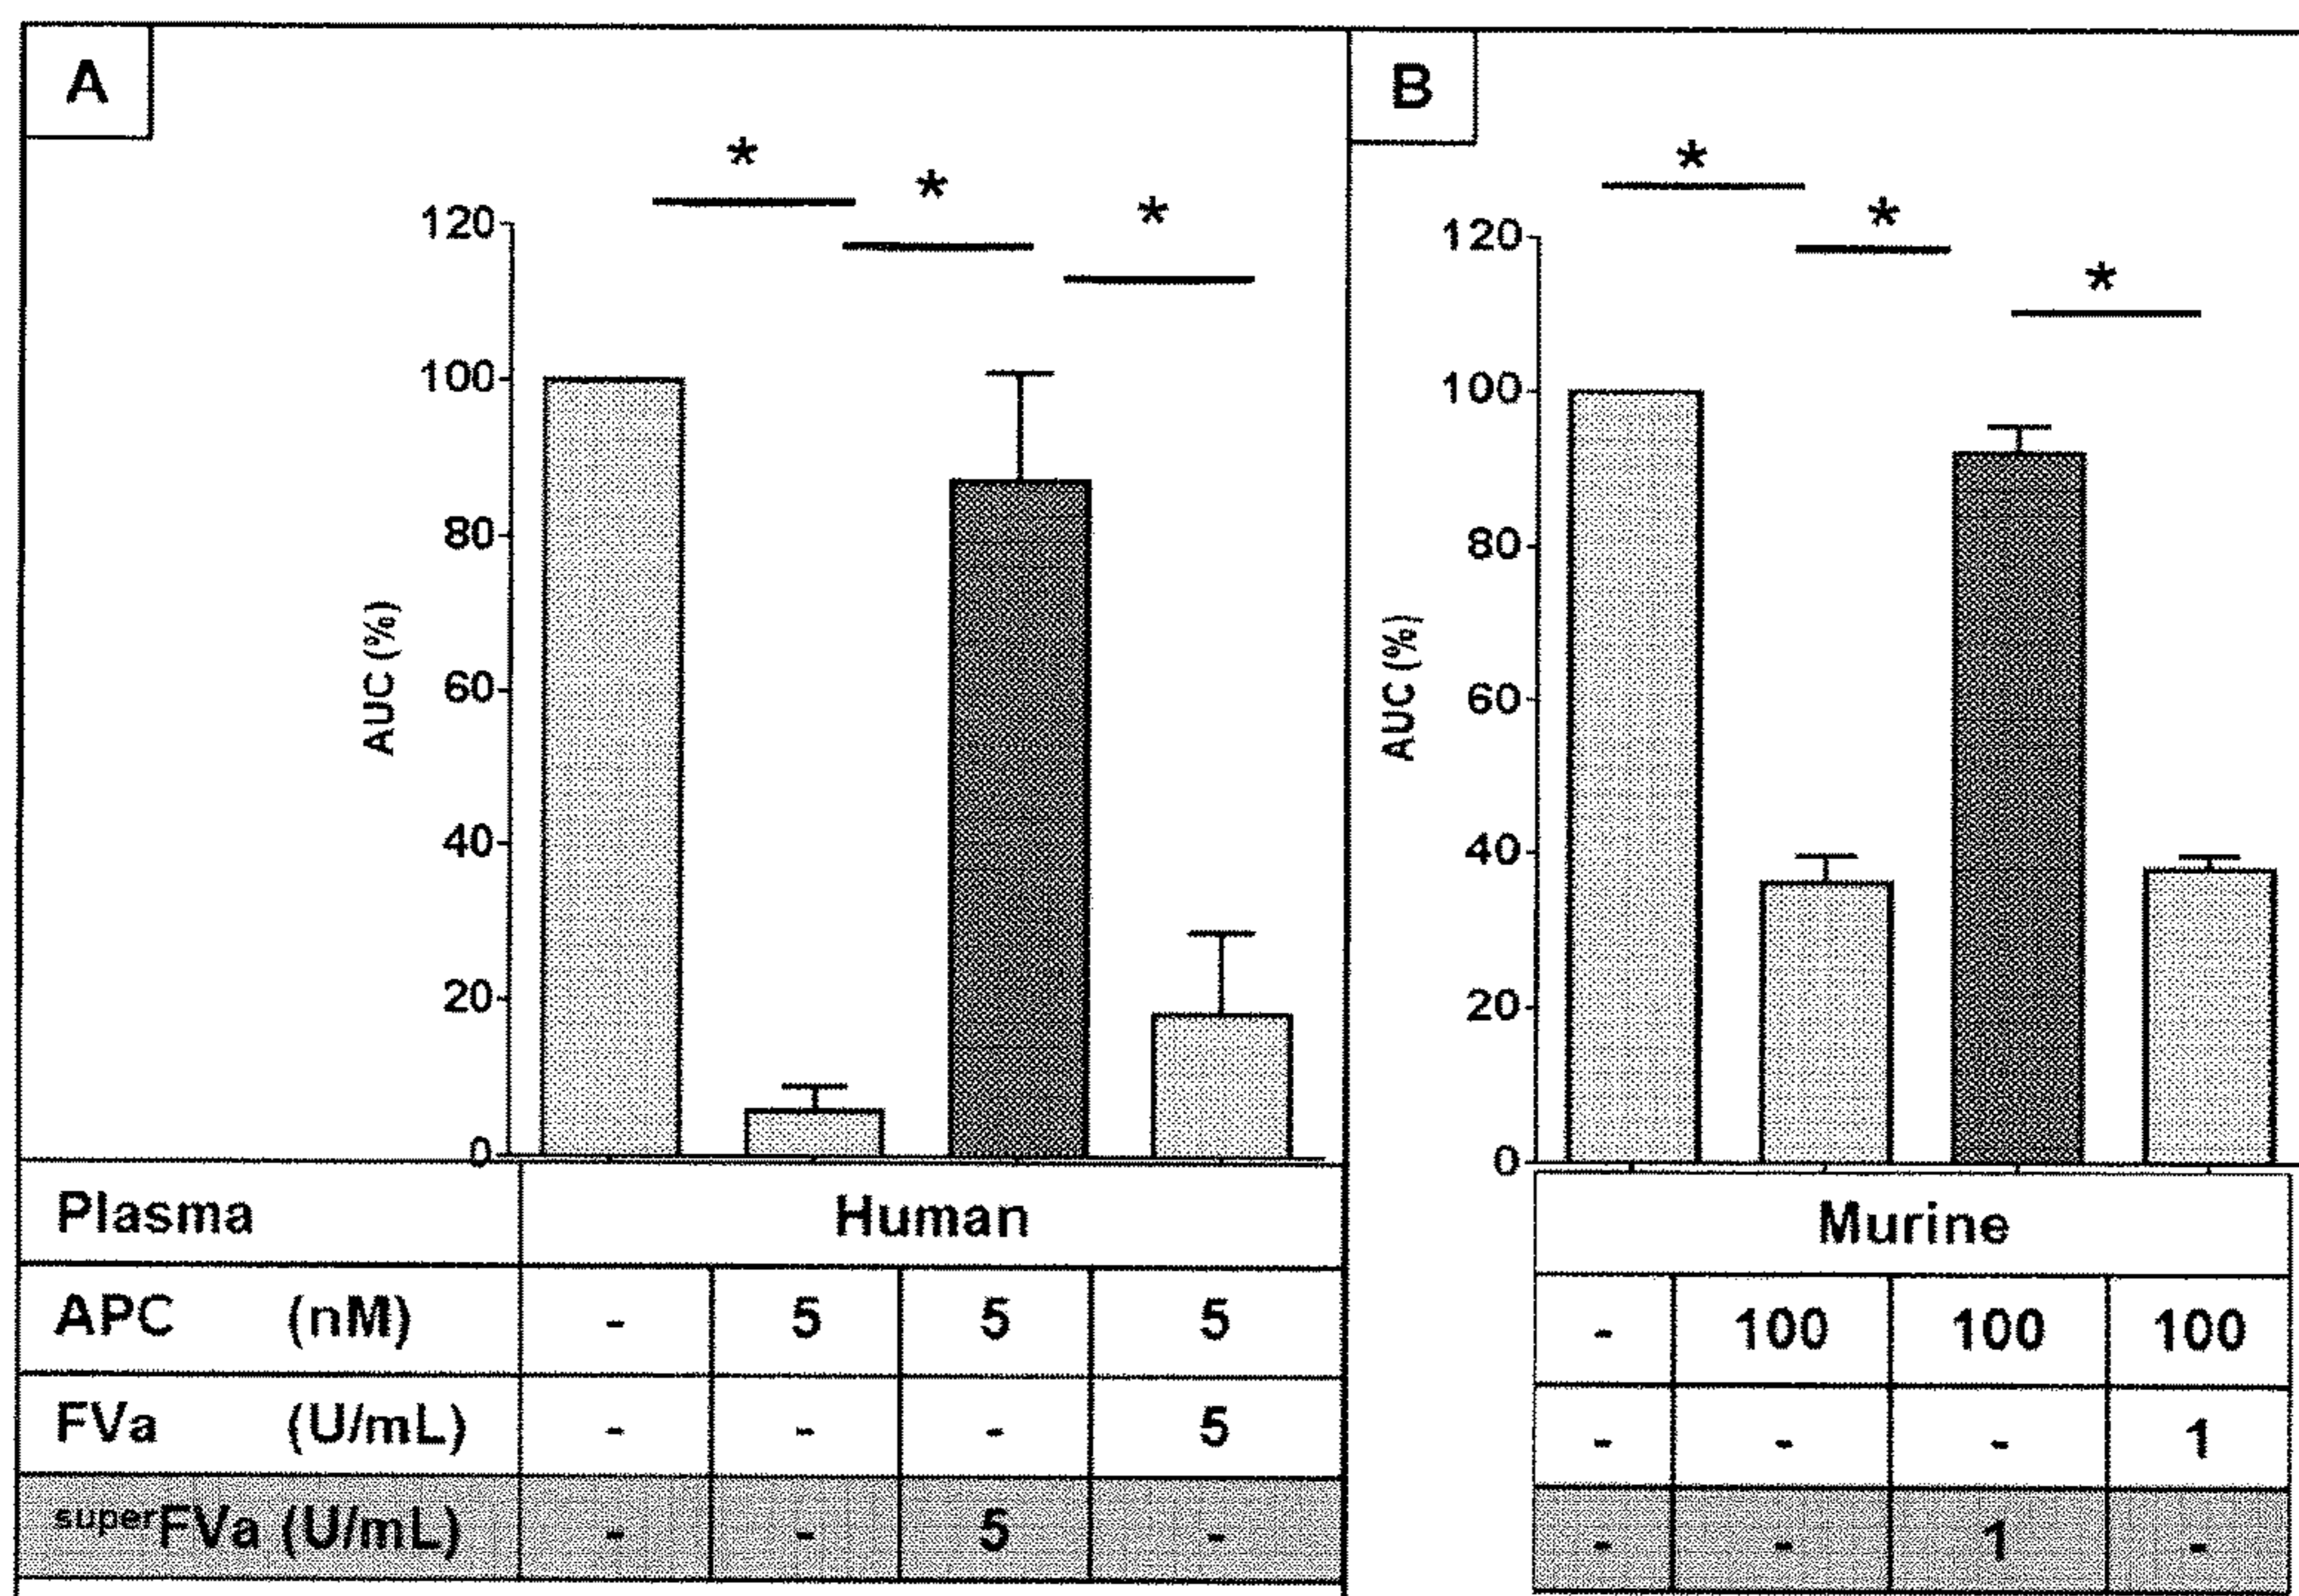 A
* * *
120
100
80
60
40
20
0
AUC (%)
Plasma Human
APC (nM) - 5 5 5
FVa (U/mL) - - - 5
superFVa (U/mL) - - 5 -
B
* * *
120
100
80
60
40
20
0
AUC (%)
Murine
- 100 100 100
- - - 1
- - 1 -